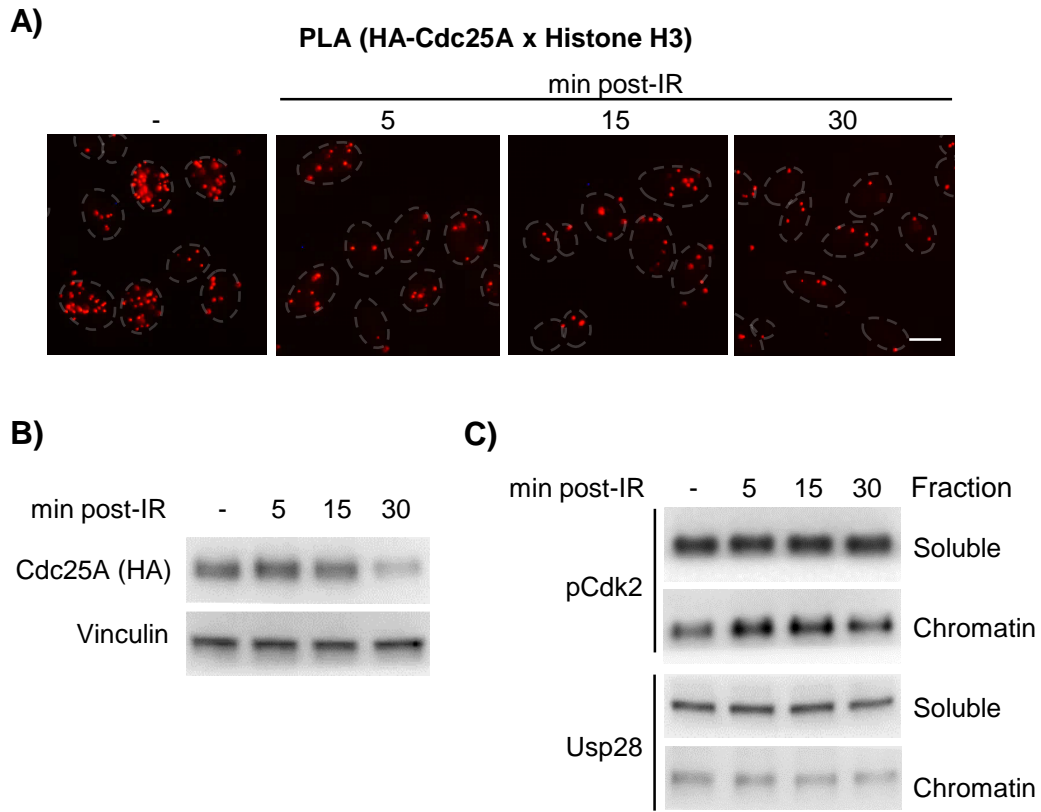 A)
PLA (HA-Cdc25A x Histone H3)
min post-IR
- 5 15 30
B)
min post-IR - 5 15 30
Cdc25A (HA)
Vinculin
C)
min post-IR - 5 15 30 Fraction
pCdk2
Soluble
Chromatin
Usp28
Soluble
Chromatin